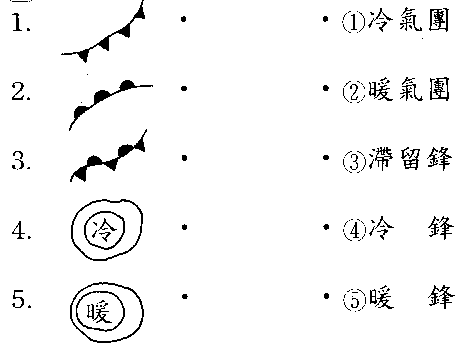 1. • • ①冷氣團
2. • • ②暖氣團
3. • • ③滯留鋒
4. 冷 • • ④冷 鋒
5. 暖 • • ⑤暖 鋒